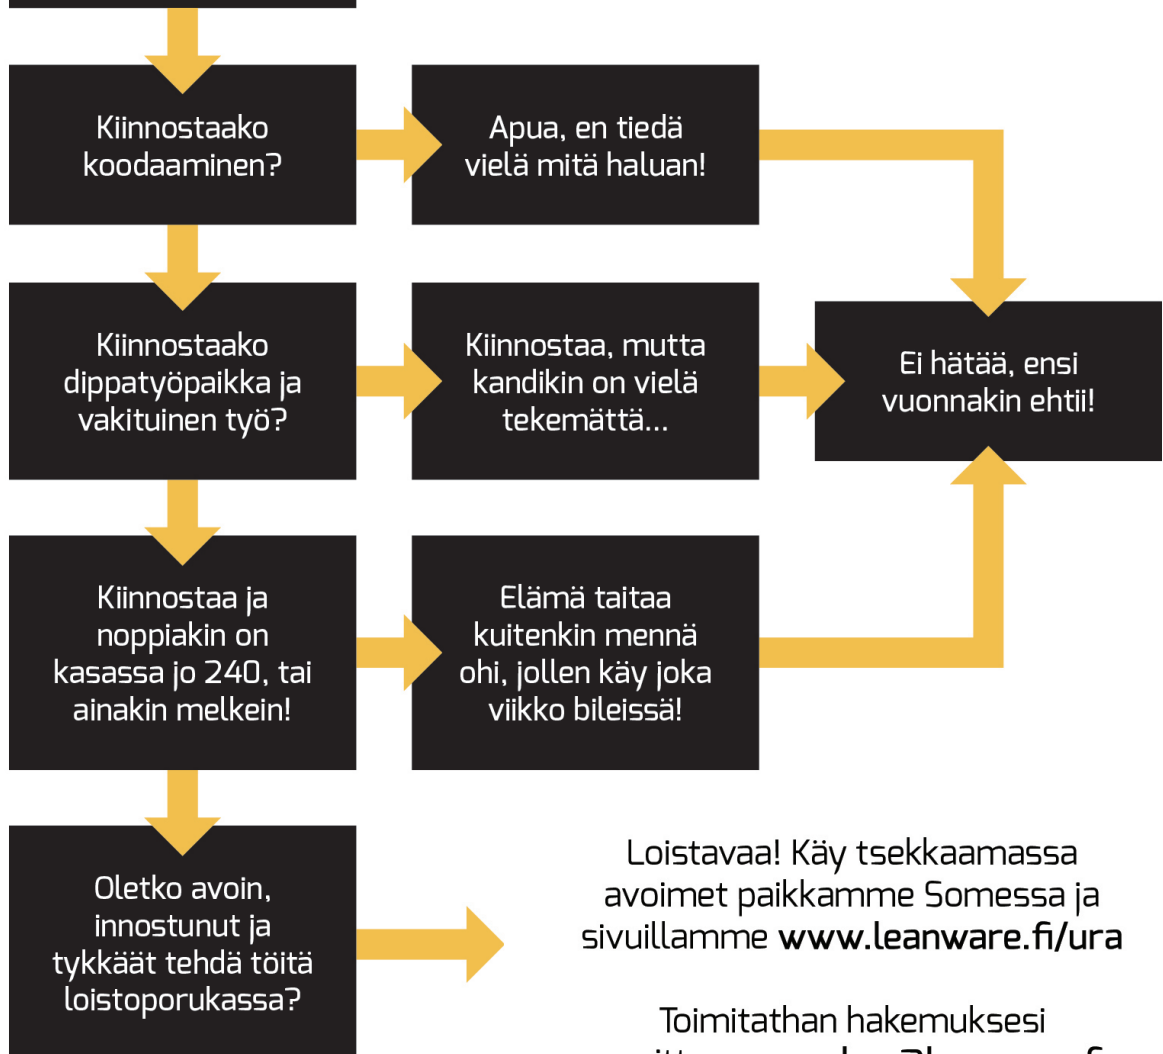 Kiinnostaako
koodaaminen?
Apua, en tiedä
vielä mitä haluan!
Kiinnostaako
dippatyöpaikka ja
vakituinen työ?
Kiinnostaa, mutta
kandikin on vielä
tekemättä...
Ei hätää, ensi
vuonnakin ehtii!
Kiinnostaa ja
noppiakin on
kasassa jo 240, tai
ainakin melkein!
Elämä taitaa
kuitenkin mennä
ohi, jollen käy joka
viikko bileissä!
Oletko avoin,
innostunut ja
tykkäät tehdä töitä
loistoporukassa?
Loistavaa! Käy tsekkaamassa
avoimet paikkamme Somessa ja
sivuillamme www.leanware.fi/ura
Toimitathan hakemuksesi